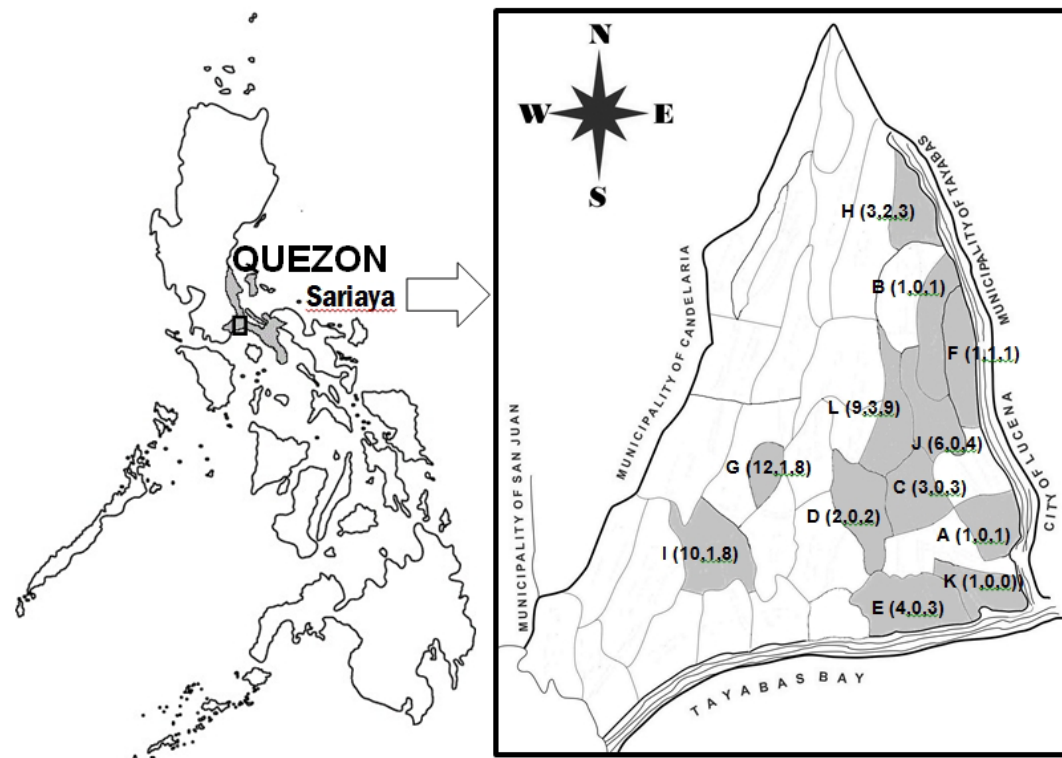 QUEZON
Sariaya
N
W E
S
MUNICIPALITY OF TAYABAS
H (3,2,3)
B (1,0,1)
F (1,1,1)
MUNICIPALITY OF CANDELARIA
L (9,3,9)
J (6,0,4)
G (12,1,8)
C (3,0,3)
CITY OF LUCENA
D (2,0,2)
A (1,0,1)
I (10,1,8)
K (1,0,0))
E (4,0,3)
MUNICIPALITY OF SAN JUAN
TAYABAS BAY